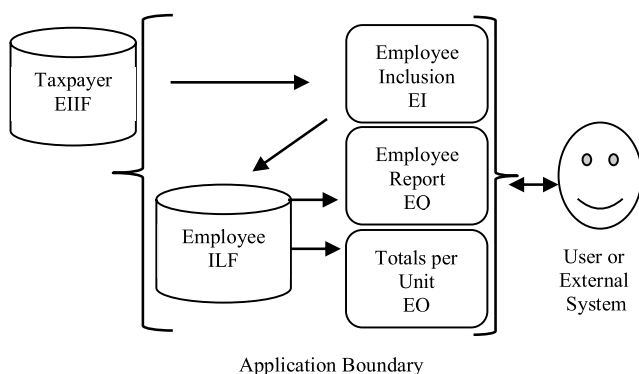 Taxpayer
EIIF
Employee
Inclusion
EI
Employee
Report
EO
Employee
ILF
Totals per
Unit
EO
User or
External
System
Application Boundary